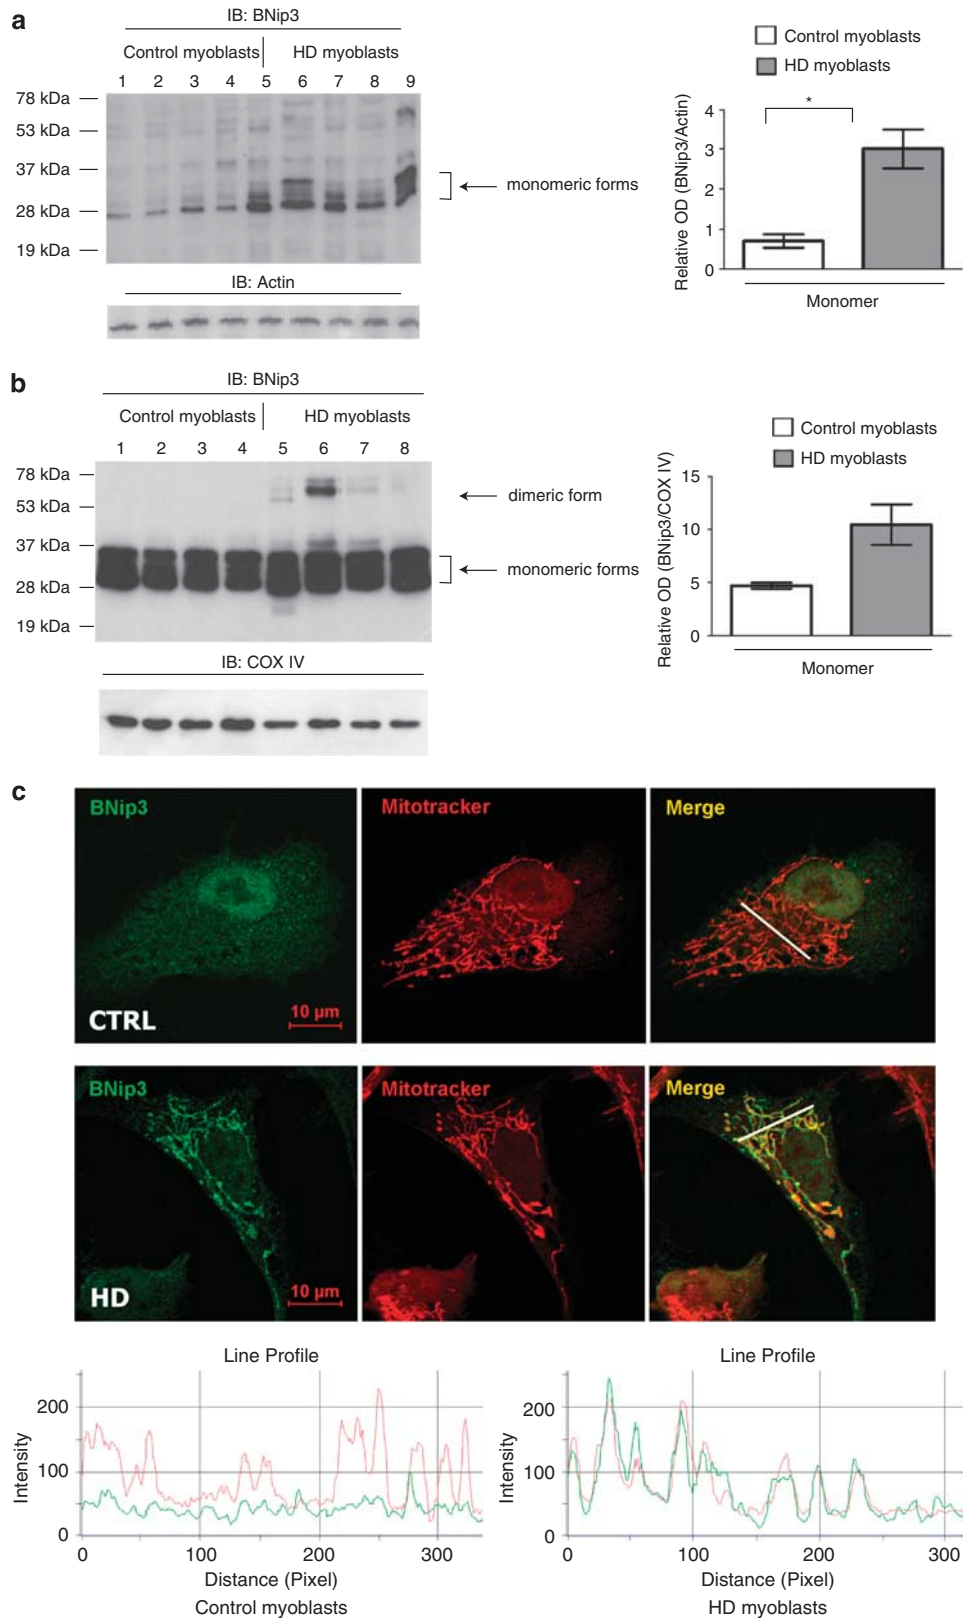 a
IB: BNip3
Control myoblasts HD myoblasts
1 2 3 4 5 6 7 8 9
78 kDa
53 kDa
37 kDa
28 kDa
19 kDa
monomeric forms
IB: Actin
Control myoblasts
HD myoblasts
Relative OD (BNip3/Actin)
4
3
2
1
0
*
Monomer
b
IB: BNip3
Control myoblasts HD myoblasts
1 2 3 4 5 6 7 8
78 kDa
53 kDa
37 kDa
28 kDa
19 kDa
dimeric form
monomeric forms
IB: COX IV
Control myoblasts
HD myoblasts
Relative OD (BNip3/COX IV)
15
10
5
0
Monomer
c
BNip3 Mitotracker Merge
CTRL 10 µm
BNip3 Mitotracker Merge
HD 10 µm
Line Profile
Intensity
200
100
0
0 100 200 300
Distance (Pixel)
Control myoblasts
Line Profile
Intensity
200
100
0
0 100 200 300
Distance (Pixel)
HD myoblasts